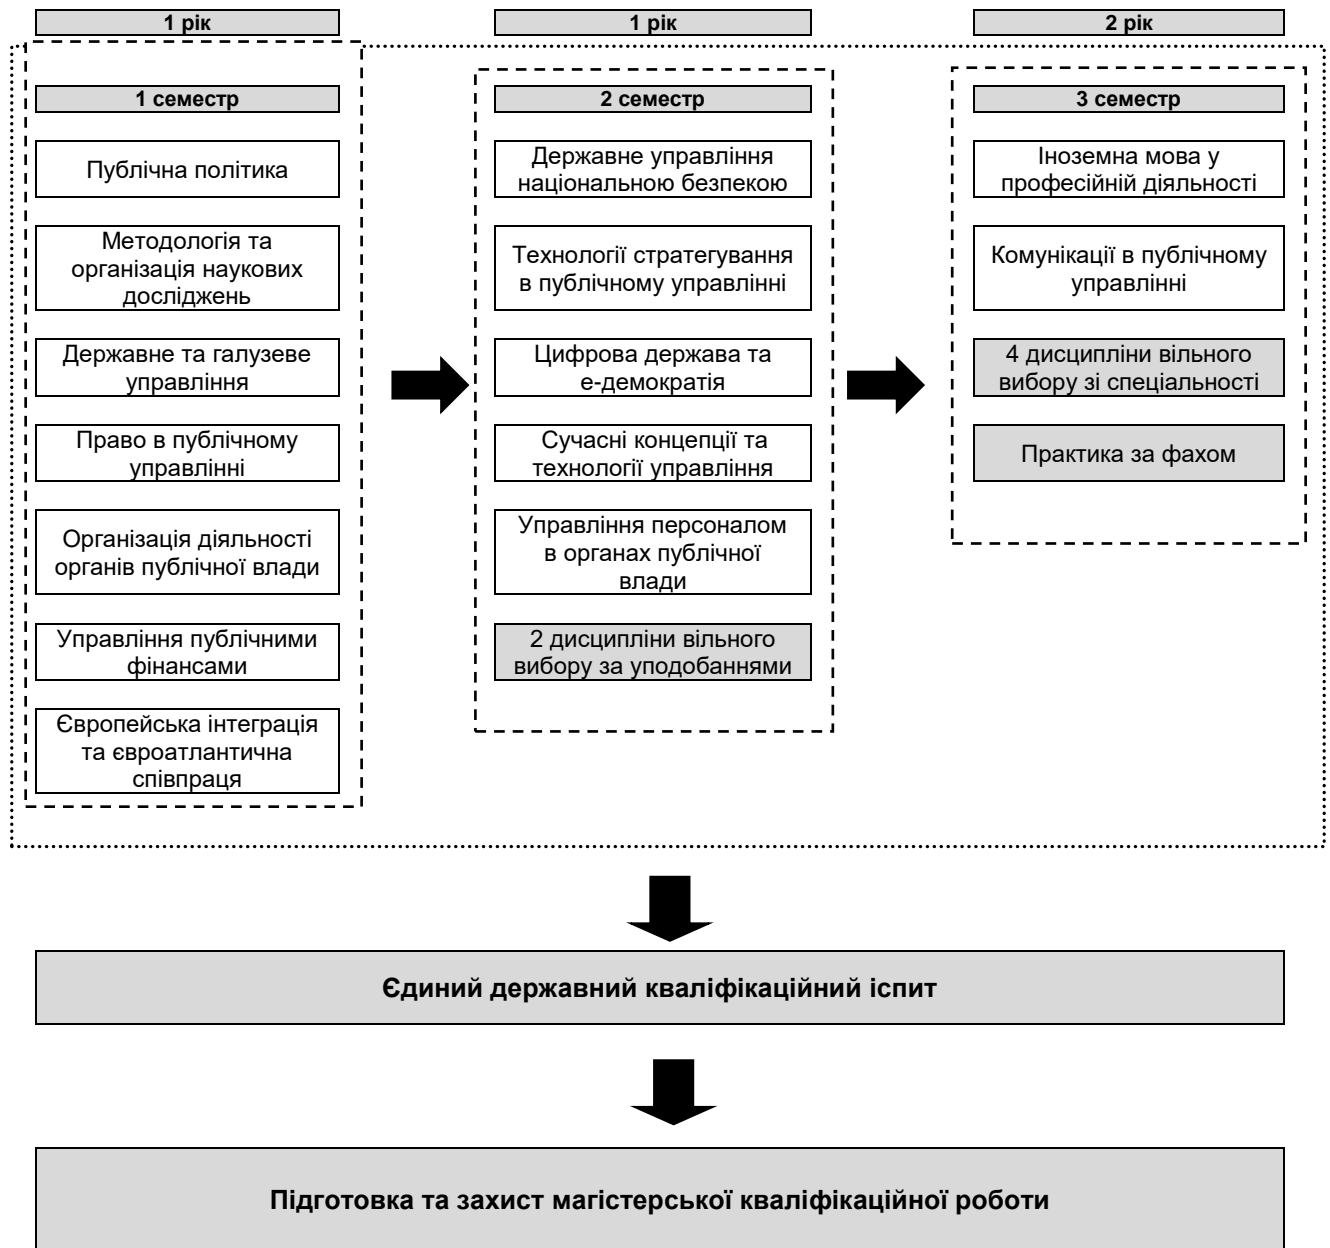 1 рік
1 семестр
Публічна політика
Методологія та
організація наукових
досліджень
Державне та галузеве
управління
Право в публічному
управлінні
Організація діяльності
органів публічної влади
Управління публічними
фінансами
Європейська інтеграція
та євроатлантична
співпраця
1 рік
2 семестр
Державне управління
національною безпекою
Технології стратегування
в публічному управлінні
Цифрова держава та
е-демократія
Сучасні концепції та
технології управління
Управління персоналом
в органах публічної
влади
2 дисципліни вільного
вибору за уподобаннями
2 рік
3 семестр
Іноземна мова у
професійній діяльності
Комунікації в публічному
управлінні
4 дисципліни вільного
вибору зі спеціальності
Практика за фахом
Єдиний державний кваліфікаційний іспит
Підготовка та захист магістерської кваліфікаційної роботи